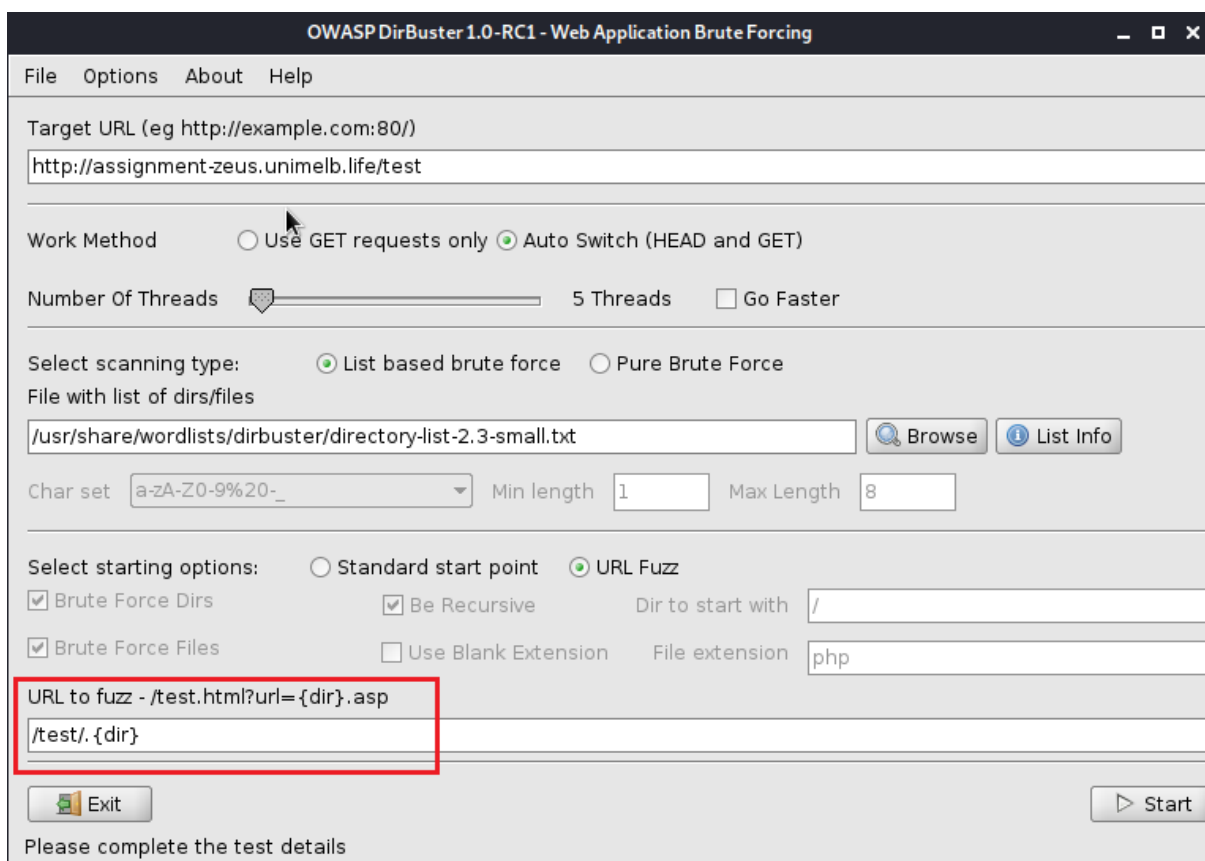 OWASP DirBuster 1.0-RC1 - Web Application Brute Forcing
File Options About Help
Target URL (eg http://example.com:80/)
http://assignment-zeus.unimelb.life/test
Work Method Use GET requests only Auto Switch (HEAD and GET)
Number Of Threads 5 Threads Go Faster
Select scanning type: List based brute force Pure Brute Force
File with list of dirs/files
/usr/share/wordlists/dirbuster/directory-list-2.3-small.txt Browse List Info
Char set a-zA-Z0-9%20-_ Min length 1 Max Length 8
Select starting options: Standard start point URL Fuzz
Brute Force Dirs Be Recursive Dir to start with /
Brute Force Files Use Blank Extension File extension php
URL to fuzz - /test.html?url={dir}.asp
/test/.{dir}
Exit Start
Please complete the test details